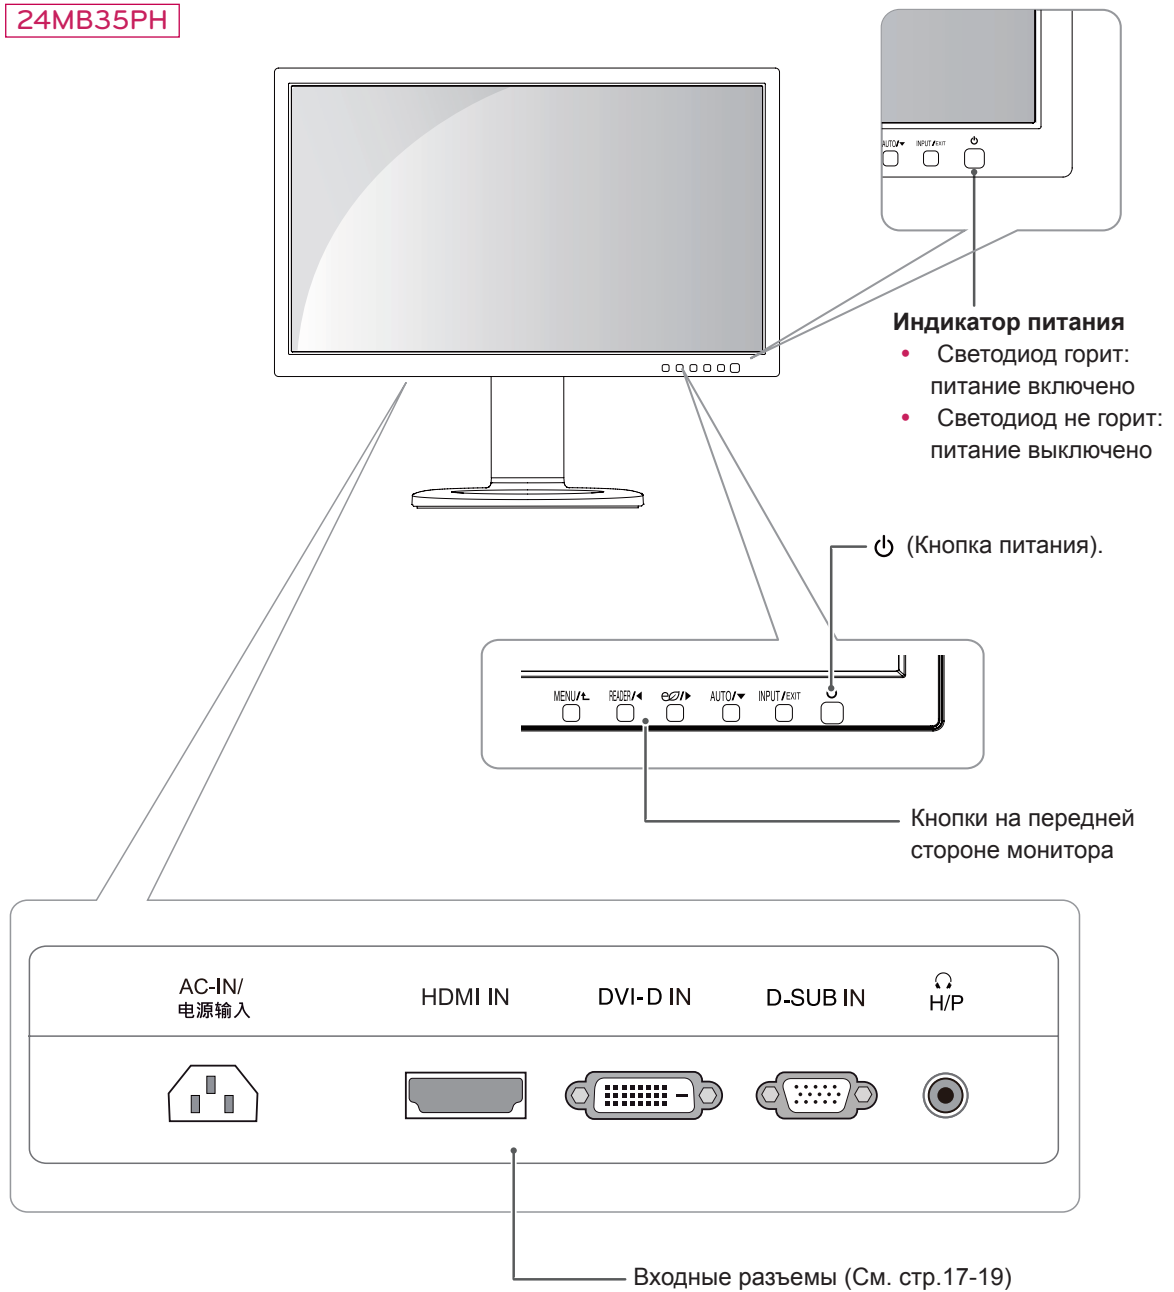 24MB35PH
AUTO/▼ INPUT/EXIT
Индикатор питания
• Светодиод горит:
питание включено
• Светодиод не горит:
питание выключено
(Кнопка питания).
MENU/ READER/◀ e/▶ AUTO/▼ INPUT/EXIT
Кнопки на передней
стороне монитора
AC-IN/
电源输入
HDMI IN
DVI-D IN
D-SUB IN
H/P
Входные разъемы (См. стр.17-19)